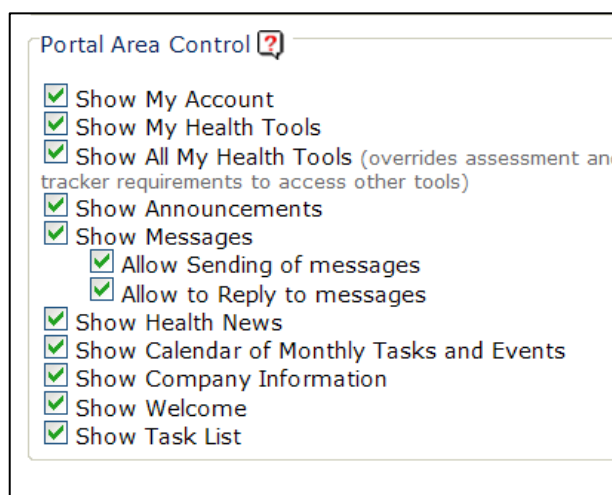 Portal Area Control ?
Show My Account
Show My Health Tools
Show All My Health Tools (overrides assessment and
tracker requirements to access other tools)
Show Announcements
Show Messages
Allow Sending of messages
Allow to Reply to messages
Show Health News
Show Calendar of Monthly Tasks and Events
Show Company Information
Show Welcome
Show Task List